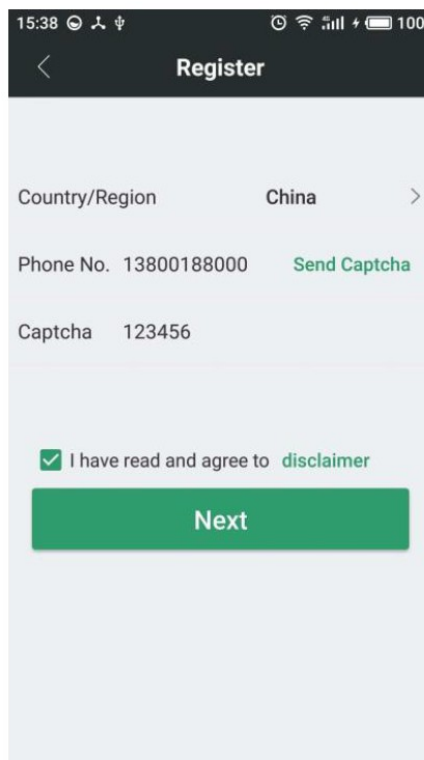 15:38 100
Register
Country/Region China
Phone No. 13800188000 Send Captcha
Captcha 123456
I have read and agree to disclaimer
Next